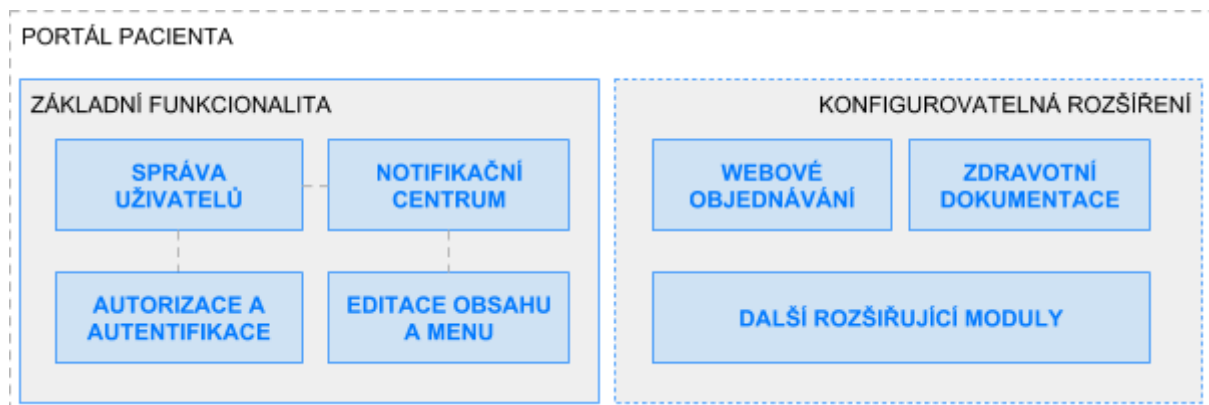 PORTÁL PACIENTA
ZÁKLADNÍ FUNKCIONALITA
SPRÁVA
UŽIVATELŮ
NOTIFIKAČNÍ
CENTRUM
AUTORIZACE A
AUTENTIFIKACE
EDITACE OBSAHU
A MENU
KONFIGUROVATELNÁ ROZŠÍŘENÍ
WEBOVÉ
OBJEDNÁVÁNÍ
ZDRAVOTNÍ
DOKUMENTACE
DALŠÍ ROZŠIŘUJÍCÍ MODULY